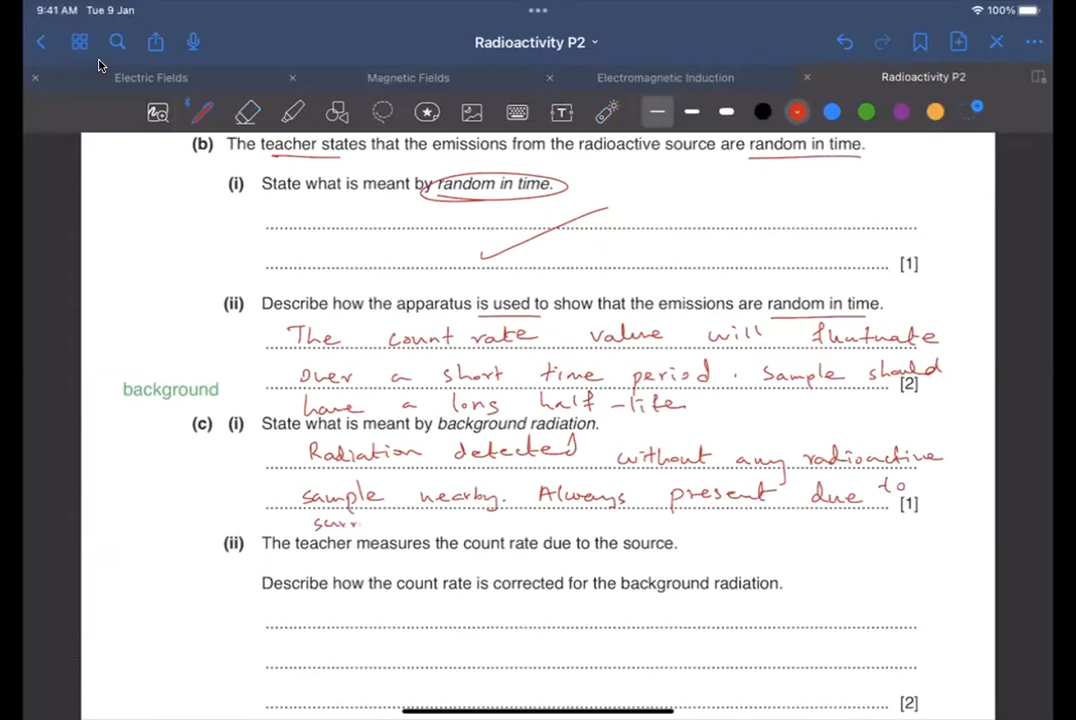 9:41 AM Tue 9 Jan
100%
Radioactivity P2
Electric Fields
Magnetic Fields
Electromagnetic Induction
Radioactivity P2
(b) The teacher states that the emissions from the radioactive source are random in time.
(i) State what is meant by random in time.
[1]
(ii) Describe how the apparatus is used to show that the emissions are random in time.
The count rate value will flutuate
over a short time period. Sample should
[2]
background
have a long half-life
(c) (i) State what is meant by background radiation.
Radiation detected without any radioactive
sample nearby. Always present due to
[1]
surr
(ii) The teacher measures the count rate due to the source.
Describe how the count rate is corrected for the background radiation.
[2]